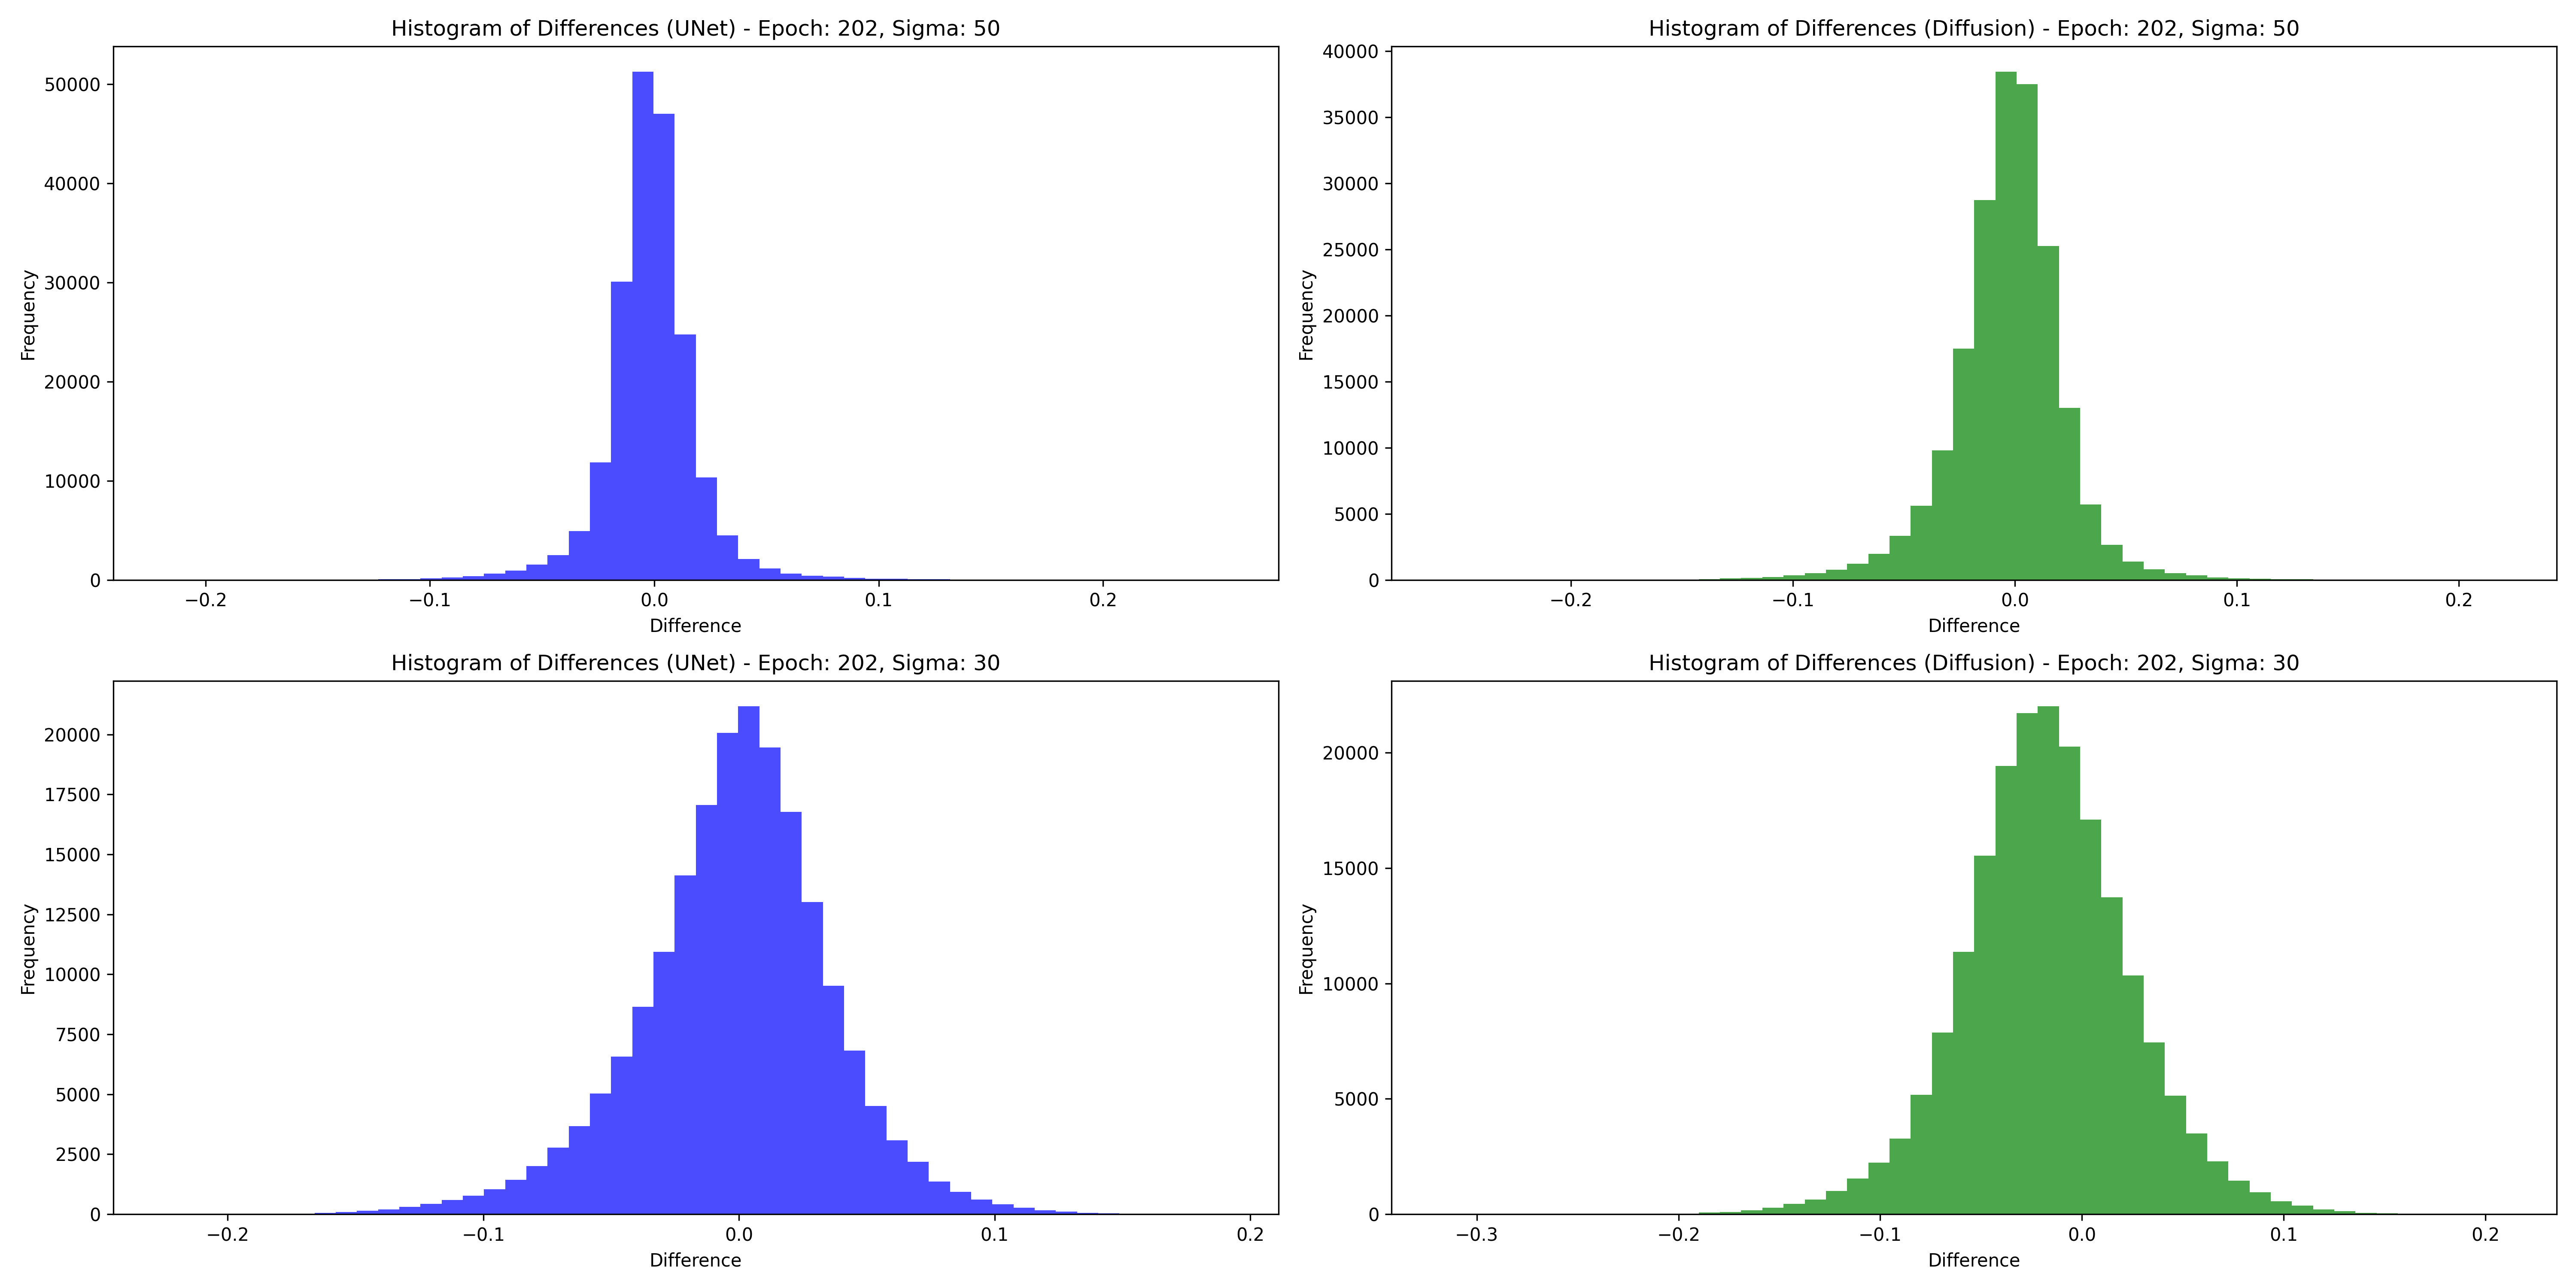 Histogram of Differences (UNet) - Epoch: 202, Sigma: 50
Frequency
50000
40000
30000
20000
10000
0
−0.2 −0.1 0.0 0.1 0.2
Difference
Histogram of Differences (Diffusion) - Epoch: 202, Sigma: 50
Frequency
40000
35000
30000
25000
20000
15000
10000
5000
0
−0.2 −0.1 0.0 0.1 0.2
Difference
Histogram of Differences (UNet) - Epoch: 202, Sigma: 30
Frequency
20000
17500
15000
12500
10000
7500
5000
2500
0
−0.2 −0.1 0.0 0.1 0.2
Difference
Histogram of Differences (Diffusion) - Epoch: 202, Sigma: 30
Frequency
20000
15000
10000
5000
0
−0.3 −0.2 −0.1 0.0 0.1 0.2
Difference